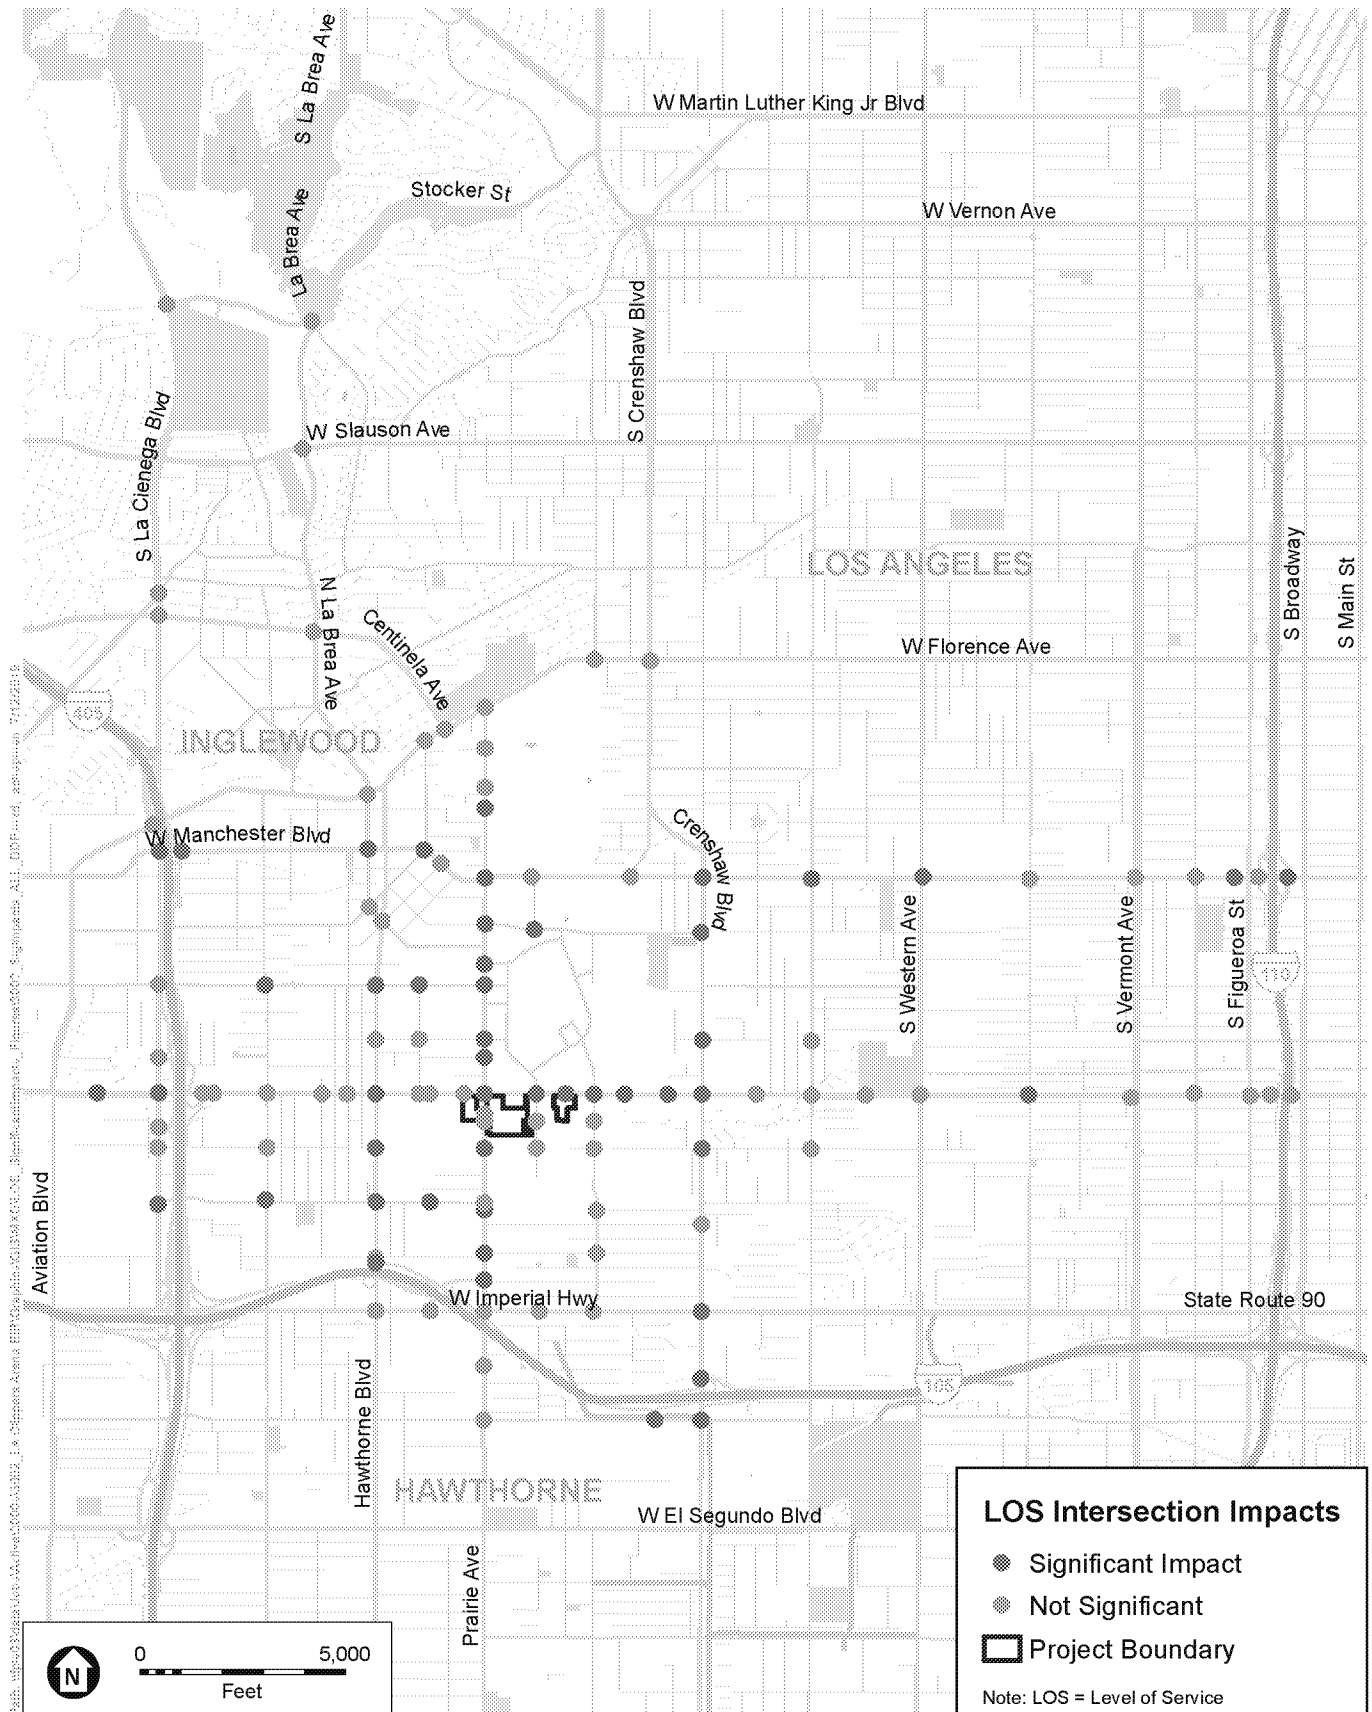 S La Brea Ave
W Martin Luther King Jr Blvd
Stocker St
W Vernon Ave
La Brea Ave
S Crenshaw Blvd
S La Cienega Blvd
W Slauson Ave
LOS ANGELES
S Broadway
S Main St
N La Brea Ave
Centinela Ave
W Florence Ave
405
INGLEWOOD
W Manchester Blvd
Crenshaw Blvd
S Western Ave
S Vermont Ave
S Figueroa St
110
Aviation Blvd
W Imperial Hwy
State Route 90
Hawthorne Blvd
105
HAWTHORNE
W El Segundo Blvd
Prairie Ave
N
0 5,000
Feet
LOS Intersection Impacts
Significant Impact
Not Significant
Project Boundary
Note: LOS = Level of Service